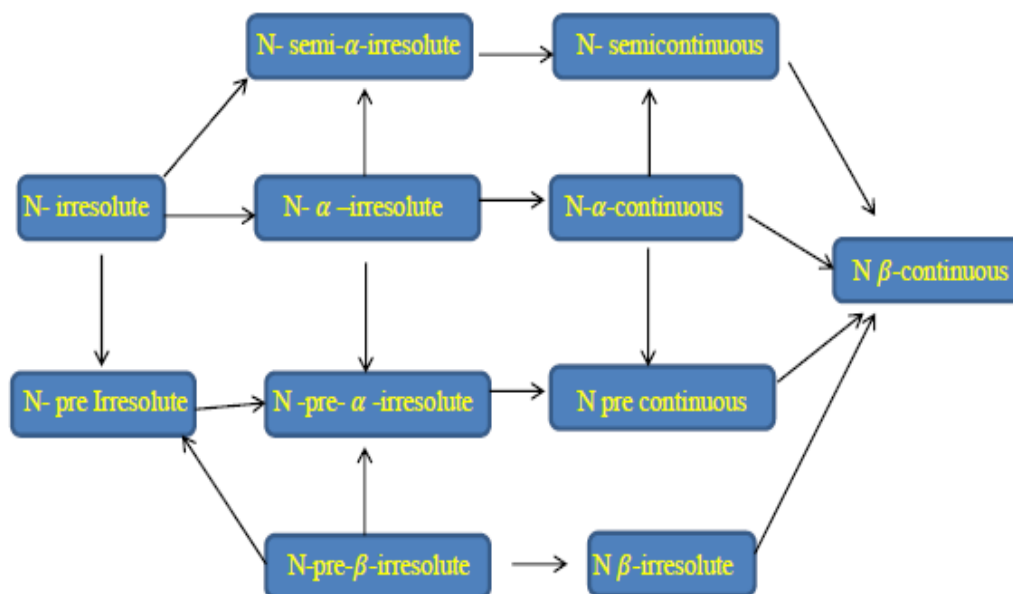 N- semi-α-irresolute
N- semicontinuous
N- irresolute
N- α –irresolute
N-α-continuous
N β-continuous
N- pre Irresolute
N -pre- α -irresolute
N pre continuous
N-pre-β-irresolute
N β-irresolute